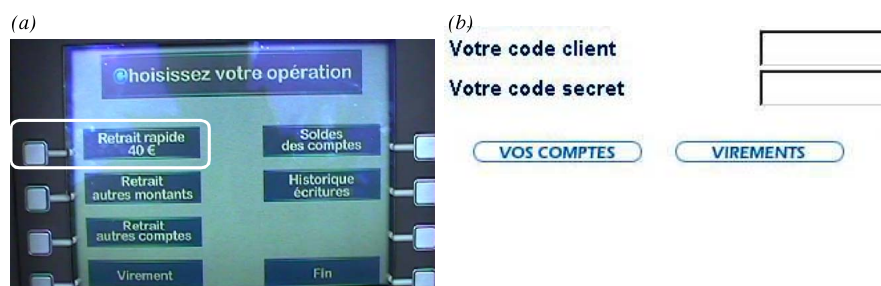 (a)
Choisissez votre opération
Retrait rapide
40 €
Soldes
des comptes
Retrait
autres montants
Historique
écritures
Retrait
autres comptes
Virement
Fin
(b)
Votre code client
Votre code secret
VOS COMPTES
VIREMENTS